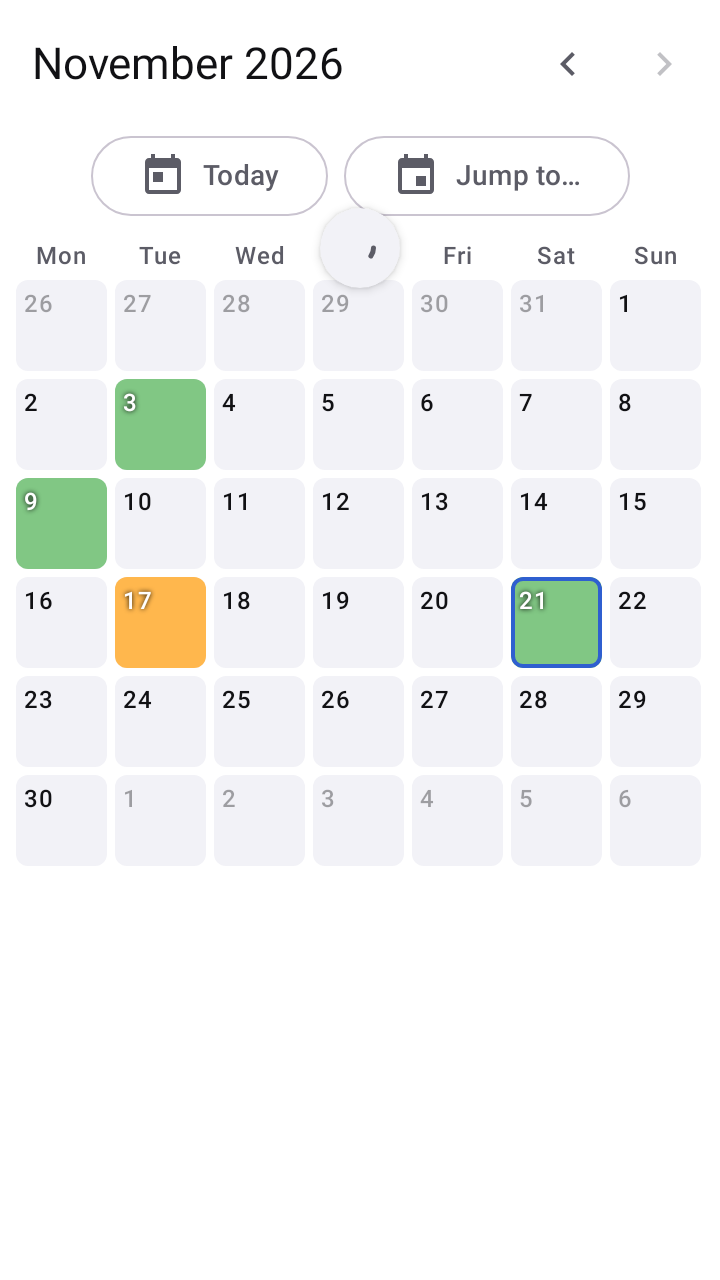 November 2026
Today Jump to...
Mon Tue Wed Fri Sat Sun
26 27 28 29 30 31 1
2 3 4 5 6 7 8
9 10 11 12 13 14 15
16 17 18 19 20 21 22
23 24 25 26 27 28 29
30 1 2 3 4 5 6